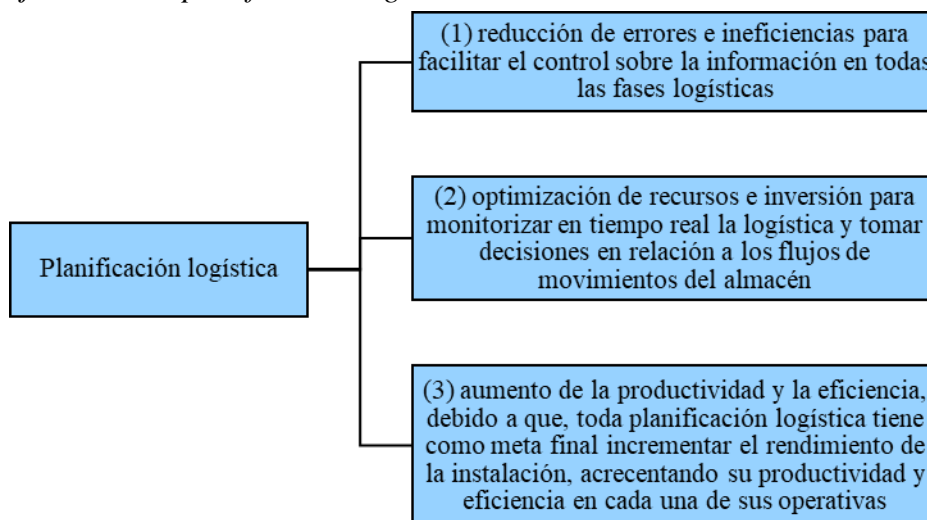 Planificación logística
(1) reducción de errores e ineficiencias para
facilitar el control sobre la información en todas
las fases logísticas
(2) optimización de recursos e inversión para
monitorizar en tiempo real la logística y tomar
decisiones en relación a los flujos de
movimientos del almacén
(3) aumento de la productividad y la eficiencia,
debido a que, toda planificación logística tiene
como meta final incrementar el rendimiento de
la instalación, acrecentando su productividad y
eficiencia en cada una de sus operativas